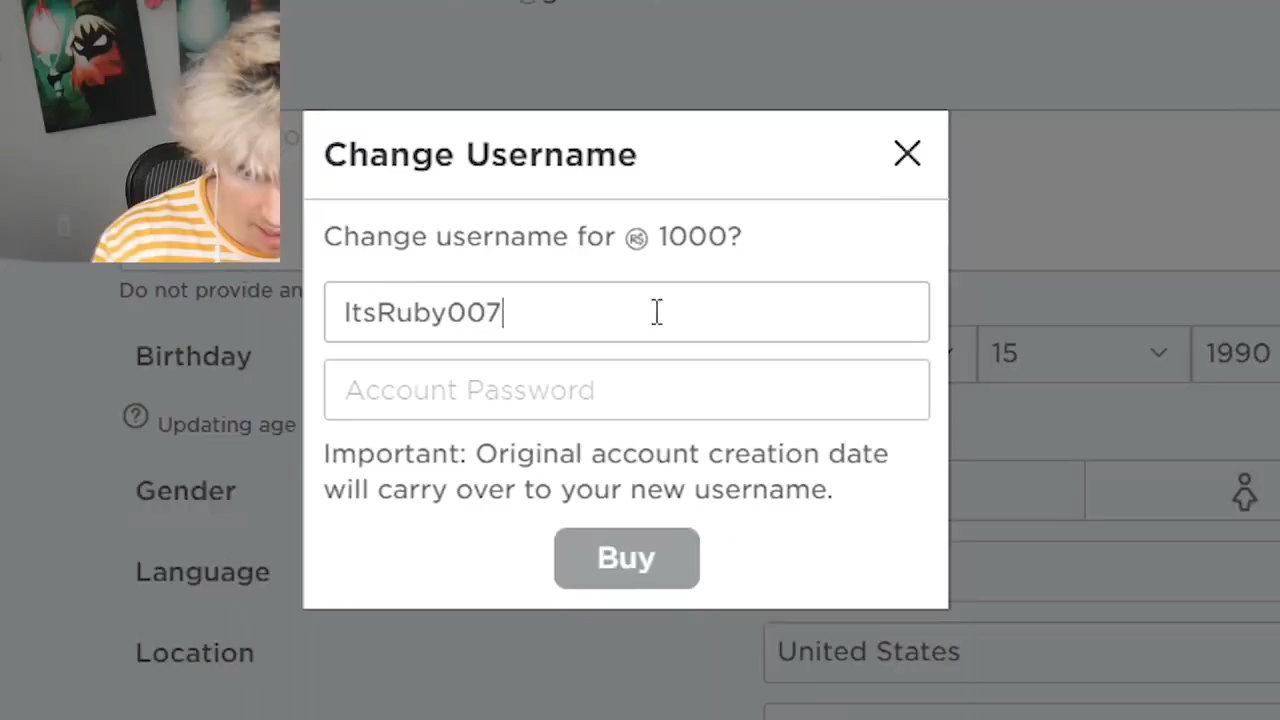 Change Username
Change username for 1000?
ItsRuby007
Account Password
Important: Original account creation date
will carry over to your new username.
Buy
Do not provide an
Birthday
15
1990
Updating age
Gender
Language
Location
United States